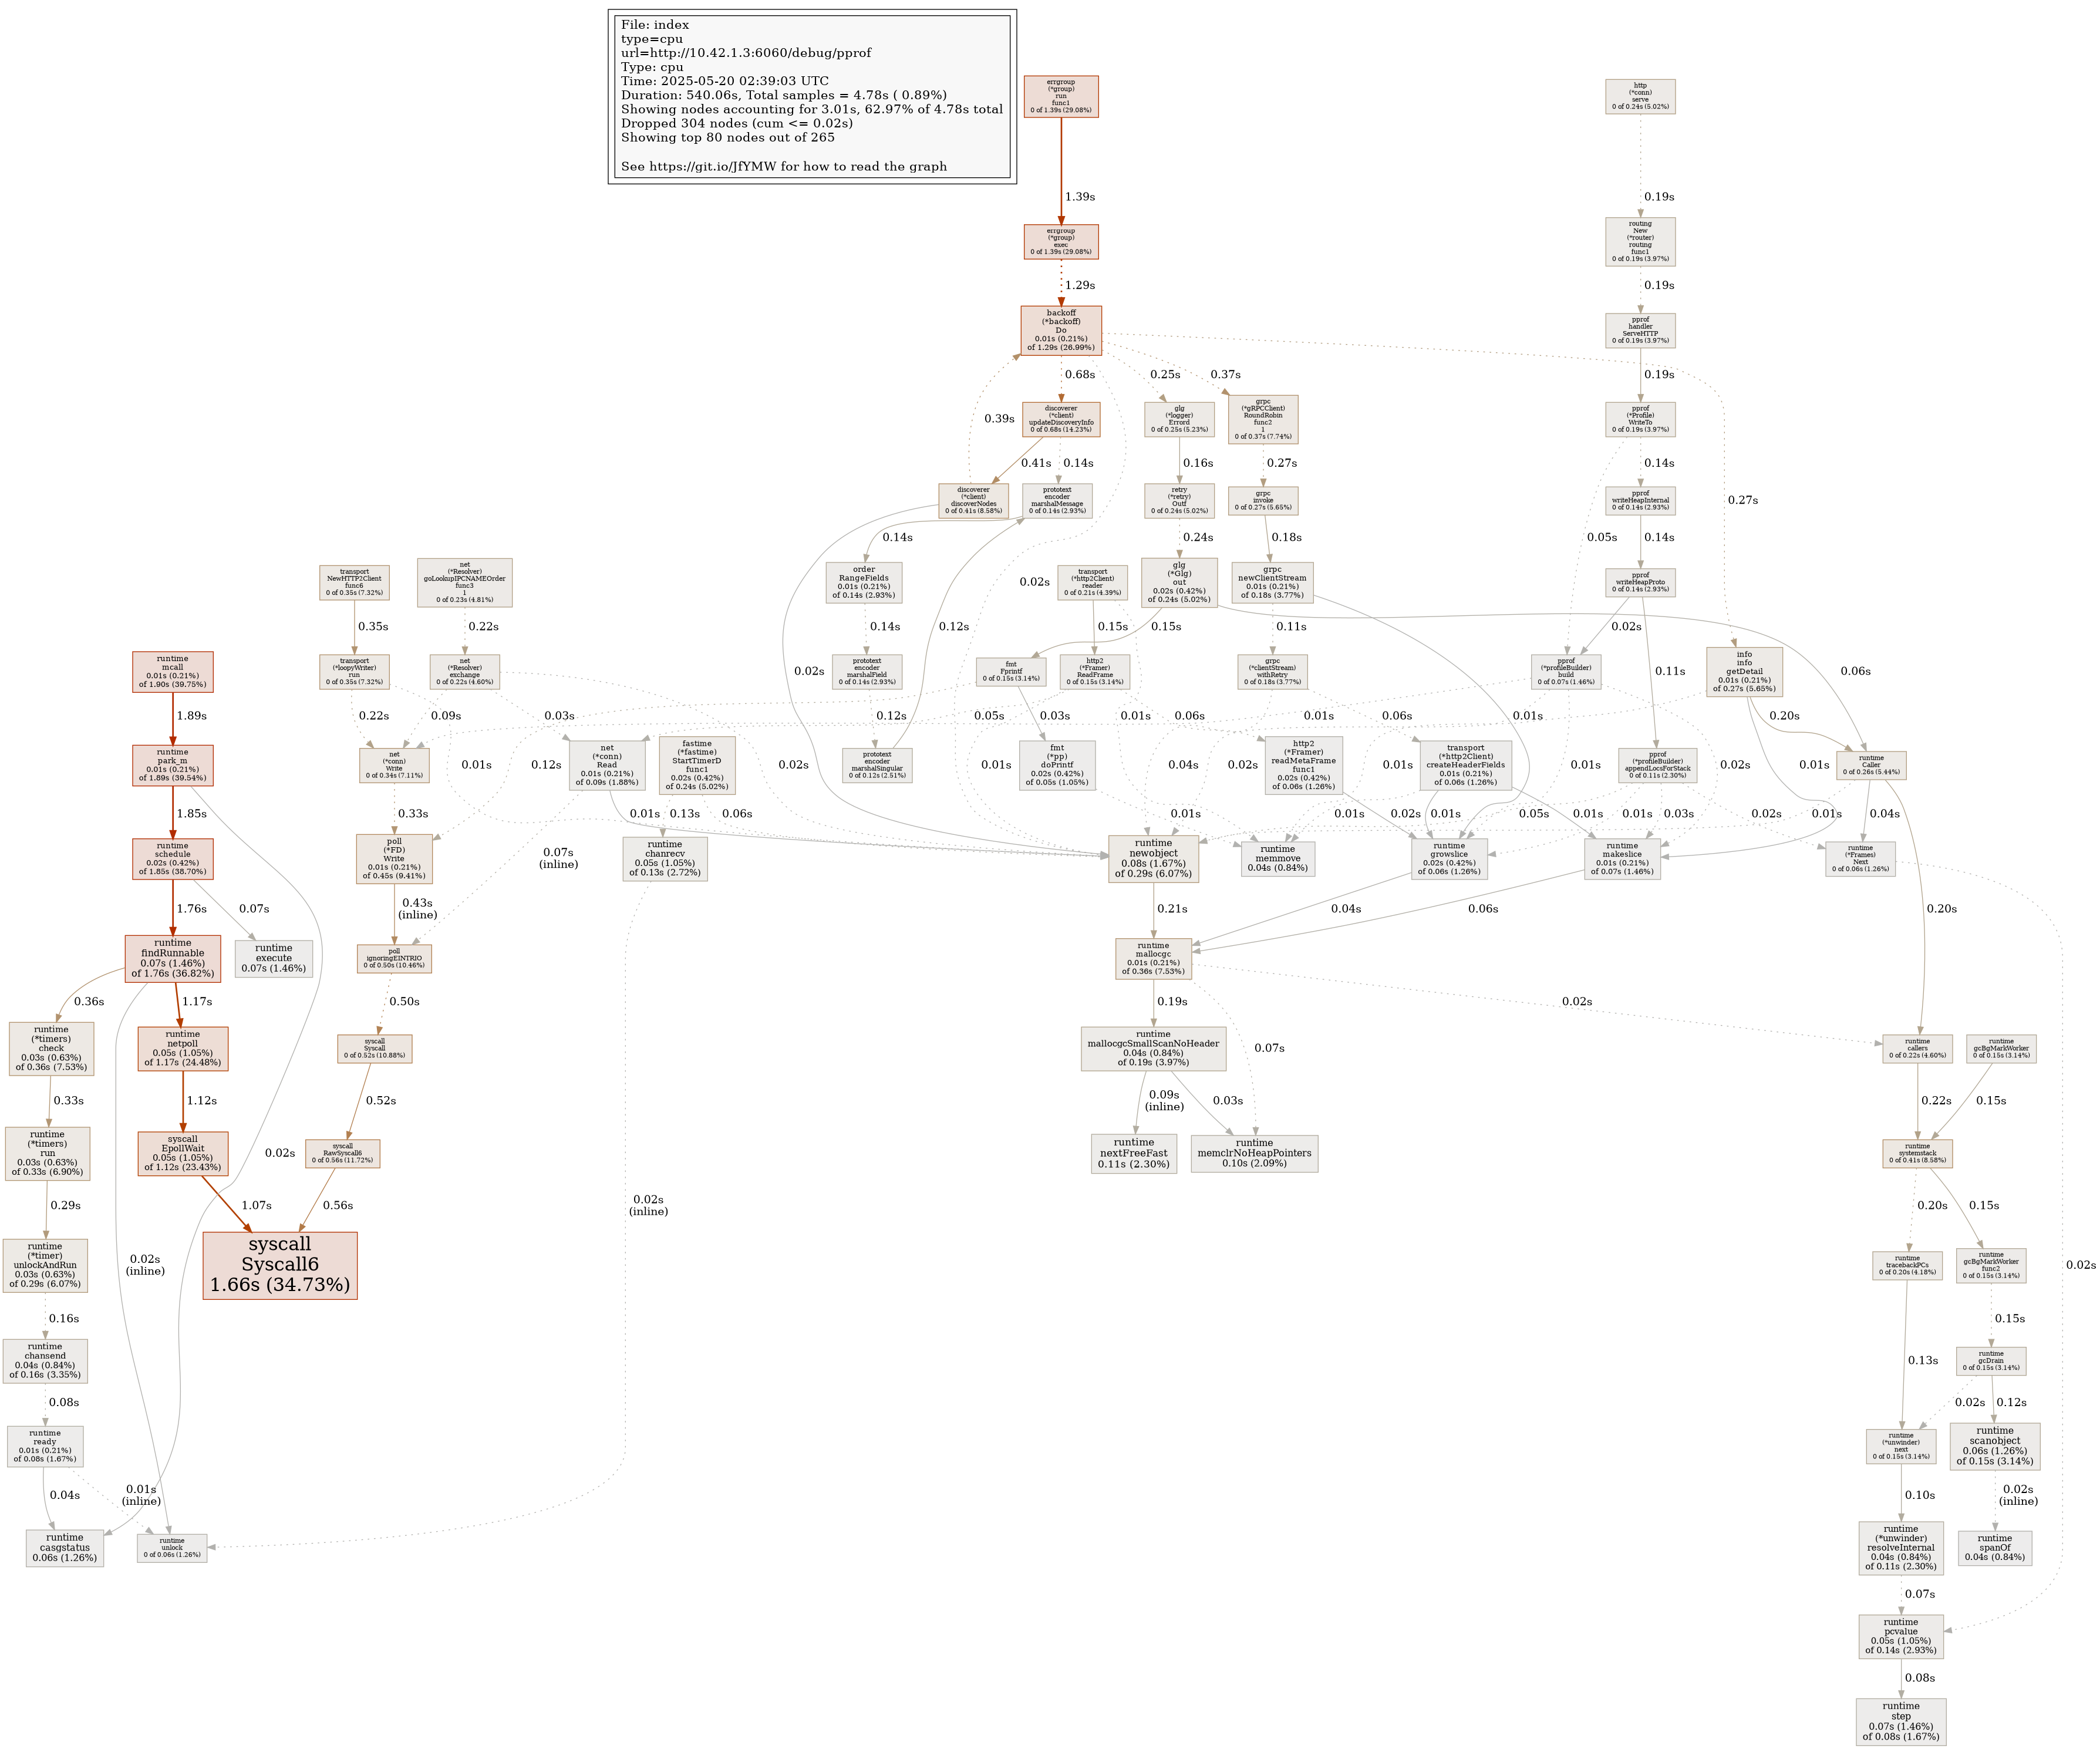 File: index
type=cpu
url=http://10.42.1.3:6060/debug/pprof
Type: cpu
Time: 2025-05-20 02:39:03 UTC
Duration: 540.06s, Total samples = 4.78s ( 0.89%)
Showing nodes accounting for 3.01s, 62.97% of 4.78s total
Dropped 304 nodes (cum <= 0.02s)
Showing top 80 nodes out of 265
See https://git.io/JfYMW for how to read the graph
errgroup
(*group)
run
func1
0 of 1.39s (29.08%)
http
(*conn)
serve
0 of 0.24s (5.02%)
1.39s
0.19s
errgroup
(*group)
exec
0 of 1.39s (29.08%)
routing
New
(*router)
routing
func1
0 of 0.19s (3.97%)
1.29s
0.19s
backoff
(*backoff)
Do
0.01s (0.21%)
of 1.29s (26.99%)
pprof
handler
ServeHTTP
0 of 0.19s (3.97%)
0.39s
0.68s
0.25s
0.37s
0.19s
discoverer
(*client)
updateDiscoveryInfo
0 of 0.68s (14.23%)
glg
(*logger)
Errord
0 of 0.25s (5.23%)
grpc
(*gRPCClient)
RoundRobin
func2
1
0 of 0.37s (7.74%)
pprof
(*Profile)
WriteTo
0 of 0.19s (3.97%)
0.41s
0.14s
0.16s
0.27s
0.14s
0.27s
discoverer
(*client)
discoverNodes
0 of 0.41s (8.58%)
prototext
encoder
marshalMessage
0 of 0.14s (2.93%)
retry
(*retry)
Outf
0 of 0.24s (5.02%)
grpc
invoke
0 of 0.27s (5.65%)
pprof
writeHeapInternal
0 of 0.14s (2.93%)
0.14s
0.02s
0.24s
0.18s
0.05s
0.14s
transport
NewHTTP2Client
func6
0 of 0.35s (7.32%)
net
(*Resolver)
goLookupIPCNAMEOrder
func3
1
0 of 0.23s (4.81%)
order
RangeFields
0.01s (0.21%)
of 0.14s (2.93%)
transport
(*http2Client)
reader
0 of 0.21s (4.39%)
glg
(*Glg)
out
0.02s (0.42%)
of 0.24s (5.02%)
grpc
newClientStream
0.01s (0.21%)
of 0.18s (3.77%)
pprof
writeHeapProto
0 of 0.14s (2.93%)
0.35s
0.22s
0.14s
0.12s
0.15s
0.15s
0.11s
0.02s
runtime
mcall
0.01s (0.21%)
of 1.90s (39.75%)
transport
(*loopyWriter)
run
0 of 0.35s (7.32%)
net
(*Resolver)
exchange
0 of 0.22s (4.60%)
prototext
encoder
marshalField
0 of 0.14s (2.93%)
fmt
Fprintf
0 of 0.15s (3.14%)
http2
(*Framer)
ReadFrame
0 of 0.15s (3.14%)
grpc
(*clientStream)
withRetry
0 of 0.18s (3.77%)
pprof
(*profileBuilder)
build
0 of 0.07s (1.46%)
info
info
getDetail
0.01s (0.21%)
of 0.27s (5.65%)
0.02s
0.11s
0.06s
1.89s
0.22s
0.09s
0.03s
0.12s
0.05s
0.03s
0.01s
0.06s
0.06s
0.01s
0.01s
0.20s
runtime
park_m
0.01s (0.21%)
of 1.89s (39.54%)
net
(*conn)
Write
0 of 0.34s (7.11%)
net
(*conn)
Read
0.01s (0.21%)
of 0.09s (1.88%)
fastime
(*fastime)
StartTimerD
func1
0.02s (0.42%)
of 0.24s (5.02%)
prototext
encoder
marshalSingular
0 of 0.12s (2.51%)
fmt
(*pp)
doPrintf
0.02s (0.42%)
of 0.05s (1.05%)
http2
(*Framer)
readMetaFrame
func1
0.02s (0.42%)
of 0.06s (1.26%)
transport
(*http2Client)
createHeaderFields
0.01s (0.21%)
of 0.06s (1.26%)
pprof
(*profileBuilder)
appendLocsForStack
0 of 0.11s (2.30%)
runtime
Caller
0 of 0.26s (5.44%)
0.01s
0.12s
0.02s
0.01s
0.04s
0.02s
0.01s
0.01s
0.02s
0.01s
1.85s
0.33s
0.01s
0.13s
0.06s
0.01s
0.01s
0.02s
0.01s
0.05s
0.01s
0.01s
0.03s
0.02s
0.01s
0.04s
runtime
schedule
0.02s (0.42%)
of 1.85s (38.70%)
poll
(*FD)
Write
0.01s (0.21%)
of 0.45s (9.41%)
0.07s
(inline)
runtime
chanrecv
0.05s (1.05%)
of 0.13s (2.72%)
runtime
newobject
0.08s (1.67%)
of 0.29s (6.07%)
runtime
memmove
0.04s (0.84%)
runtime
growslice
0.02s (0.42%)
of 0.06s (1.26%)
runtime
makeslice
0.01s (0.21%)
of 0.07s (1.46%)
runtime
(*Frames)
Next
0 of 0.06s (1.26%)
1.76s
0.07s
0.43s
(inline)
0.21s
0.04s
0.06s
0.20s
runtime
findRunnable
0.07s (1.46%)
of 1.76s (36.82%)
runtime
execute
0.07s (1.46%)
poll
ignoringEINTRIO
0 of 0.50s (10.46%)
runtime
mallocgc
0.01s (0.21%)
of 0.36s (7.53%)
0.36s
1.17s
0.50s
0.19s
0.02s
runtime
(*timers)
check
0.03s (0.63%)
of 0.36s (7.53%)
runtime
netpoll
0.05s (1.05%)
of 1.17s (24.48%)
syscall
Syscall
0 of 0.52s (10.88%)
runtime
mallocgcSmallScanNoHeader
0.04s (0.84%)
of 0.19s (3.97%)
0.07s
runtime
callers
0 of 0.22s (4.60%)
runtime
gcBgMarkWorker
0 of 0.15s (3.14%)
0.33s
1.12s
0.52s
0.09s
(inline)
0.03s
0.22s
0.15s
runtime
(*timers)
run
0.03s (0.63%)
of 0.33s (6.90%)
syscall
EpollWait
0.05s (1.05%)
of 1.12s (23.43%)
0.02s
syscall
RawSyscall6
0 of 0.56s (11.72%)
runtime
nextFreeFast
0.11s (2.30%)
runtime
memclrNoHeapPointers
0.10s (2.09%)
runtime
systemstack
0 of 0.41s (8.58%)
0.29s
1.07s
0.56s
0.02s
(inline)
0.20s
0.15s
runtime
(*timer)
unlockAndRun
0.03s (0.63%)
of 0.29s (6.07%)
0.02s
(inline)
syscall
Syscall6
1.66s (34.73%)
runtime
tracebackPCs
0 of 0.20s (4.18%)
runtime
gcBgMarkWorker
func2
0 of 0.15s (3.14%)
0.02s
0.16s
0.15s
runtime
chansend
0.04s (0.84%)
of 0.16s (3.35%)
0.13s
runtime
gcDrain
0 of 0.15s (3.14%)
0.08s
0.02s
0.12s
runtime
ready
0.01s (0.21%)
of 0.08s (1.67%)
runtime
(*unwinder)
next
0 of 0.15s (3.14%)
runtime
scanobject
0.06s (1.26%)
of 0.15s (3.14%)
0.04s
0.01s
(inline)
0.10s
0.02s
(inline)
runtime
casgstatus
0.06s (1.26%)
runtime
unlock
0 of 0.06s (1.26%)
runtime
(*unwinder)
resolveInternal
0.04s (0.84%)
of 0.11s (2.30%)
runtime
spanOf
0.04s (0.84%)
0.07s
runtime
pcvalue
0.05s (1.05%)
of 0.14s (2.93%)
0.08s
runtime
step
0.07s (1.46%)
of 0.08s (1.67%)